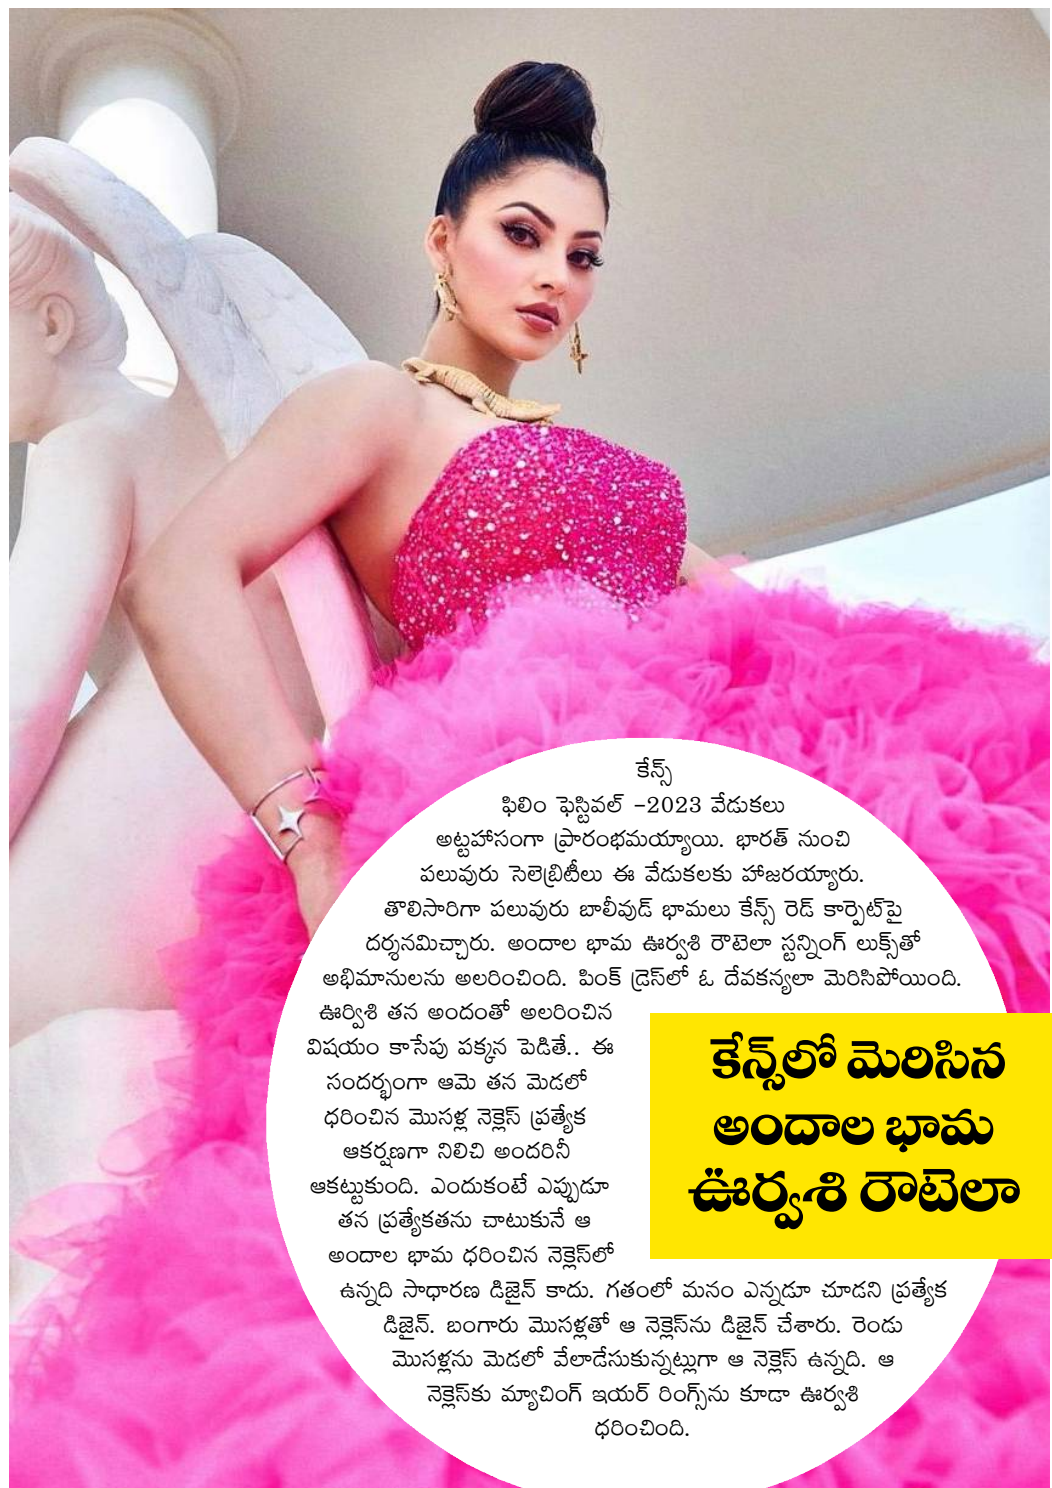 కేన్స్
ఫిలిం ఫెస్టివల్ -2023 వేడుకలు
అట్టహాసంగా ప్రారంభమయ్యాయి. భారత్ నుంచి
పలువురు సెలెబ్రిటీలు ఈ వేడుకలకు హాజరయ్యారు.
తొలిసారిగా పలువురు బాలీవుడ్ భామలు కేన్స్ రెడ్ కార్పెట్‌పై
దర్శనమిచ్చారు. అందాల భామ ఊర్వశి రౌటెలా స్టన్నింగ్ లుక్స్‌తో
అభిమానులను అలరించింది. పింక్ డ్రెస్‌లో ఓ దేవకన్యలా మెరిసిపోయింది.
ఊర్విశి తన అందంతో అలరించిన
విషయం కాసేపు పక్కన పెడితే.. ఈ
సందర్భంగా ఆమె తన మెడలో
ధరించిన మొసళ్ల నెక్లెస్ ప్రత్యేక
ఆకర్షణగా నిలిచి అందరినీ
ఆకట్టుకుంది. ఎందుకంటే ఎప్పుడూ
తన ప్రత్యేకతను చాటుకునే ఆ
అందాల భామ ధరించిన నెక్లెస్‌లో
ఉన్నది సాధారణ డిజైన్ కాదు. గతంలో మనం ఎన్నడూ చూడని ప్రత్యేక
డిజైన్. బంగారు మొసళ్లతో ఆ నెక్లెస్‌ను డిజైన్ చేశారు. రెండు
మొసళ్లను మెడలో వేలాడేసుకున్నట్లుగా ఆ నెక్లెస్ ఉన్నది. ఆ
నెక్లెస్‌కు మ్యాచింగ్ ఇయర్ రింగ్స్‌ను కూడా ఊర్వశి
ధరించింది.
కేన్స్‌లో మెరిసిన
అందాల భామ
ఊర్వశి రౌటెలా